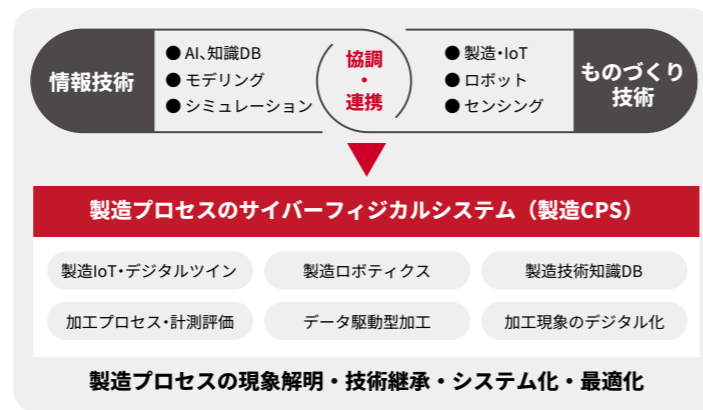 情報技術
● AI、知識DB
● モデリング
● シミュレーション
協調
・
連携
● 製造・IoT
● ロボット
● センシング
ものづくり
技術
製造プロセスのサイバーフィジカルシステム（製造CPS）
製造IoT・デジタルツイン
製造ロボティクス
製造技術知識DB
加工プロセス・計測評価
データ駆動型加工
加工現象のデジタル化
製造プロセスの現象解明・技術継承・システム化・最適化